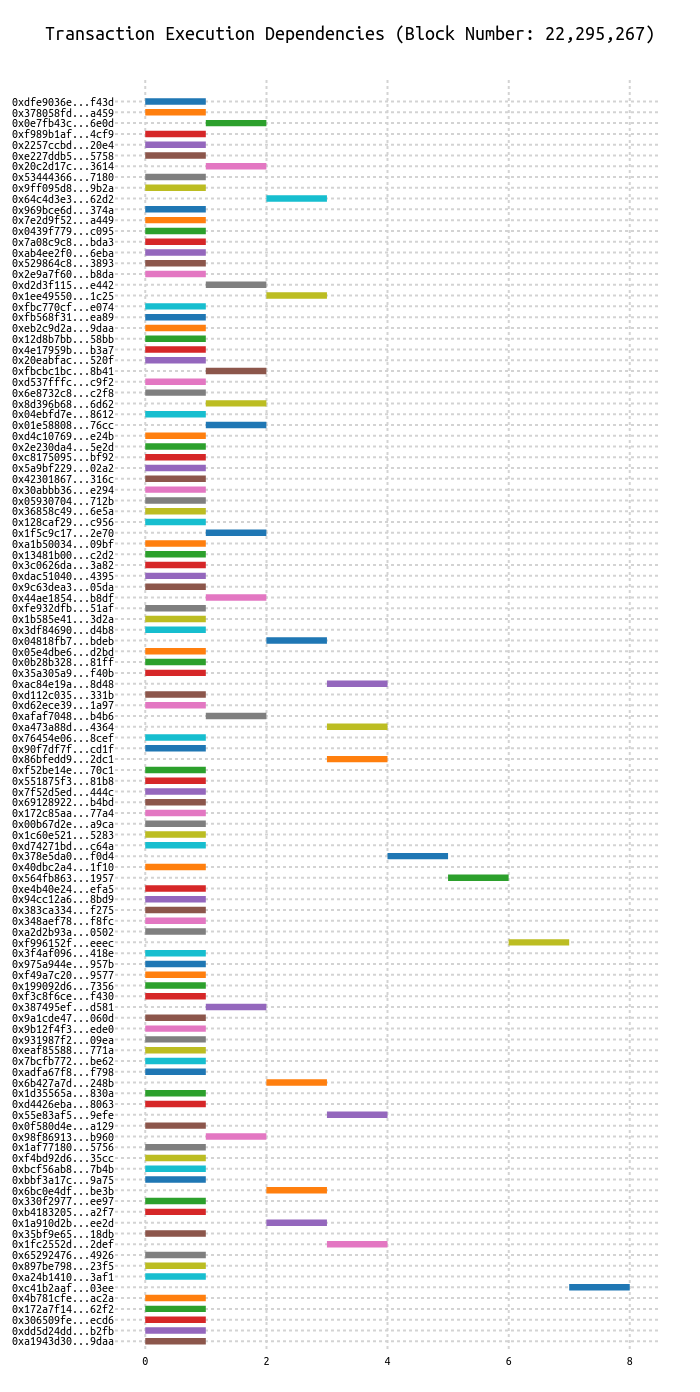 Transaction Execution Dependencies (Block Number: 22,295,267)
0xdfe9036e...f43d
0x378058fd...a459
0x0e7fb43c...6e0d
0xf989b1af...4cf9
0x2257ccbd...20e4
0xe227ddb5...5758
0x20c2d17c...3614
0x53444366...7180
0x9ff095d8...9b2a
0x64c4d3e3...62d2
0x969bce6d...374a
0x7e2d9f52...a449
0x0439f779...c095
0x7a08c9c8...bda3
0xab4ee2f0...6eba
0x529864c8...3893
0x2e9a7f60...b8da
0xd2d3f115...e442
0x1ee49550...1c25
0xfbc770cf...e074
0xfb568f31...ea89
0xeb2c9d2a...9daa
0x12d8b7bb...58bb
0x4e17959b...b3a7
0x20eabfac...520f
0xfbcbc1bc...8b41
0xd537fffc...c9f2
0x6e8732c8...c2f8
0x8d396b68...6d62
0x04ebfd7e...8612
0x01e58808...76cc
0xd4c10769...e24b
0x2e230da4...5e2d
0xc8175095...bf92
0x5a9bf229...02a2
0x42301867...316c
0x30abbb36...e294
0x05930704...712b
0x36858c49...6e5a
0x128caf29...c956
0x1f5c9c17...2e70
0xa1b50034...09bf
0x13481b00...c2d2
0x3c0626da...3a82
0xdac51040...4395
0x9c63dea3...05da
0x44ae1854...b8df
0xfe932dfb...51af
0x1b585e41...3d2a
0x3df84690...d4b8
0x04818fb7...bdeb
0x05e4dbe6...d2bd
0x0b28b328...81ff
0x35a305a9...f40b
0xac84e19a...8d48
0xd112c035...331b
0xd62ece39...1a97
0xafaf7048...b4b6
0xa473a88d...4364
0x76454e06...8cef
0x90f7df7f...cd1f
0x86bfedd9...2dc1
0xf52be14e...70c1
0x551875f3...81b8
0x7f52d5ed...444c
0x69128922...b4bd
0x172c85aa...77a4
0x00b67d2e...a9ca
0x1c60e521...5283
0xd74271bd...c64a
0x378e5da0...f0d4
0x40dbc2a4...1f10
0x564fb863...1957
0xe4b40e24...efa5
0x94cc12a6...8bd9
0x383ca334...f275
0x348aef78...f8fc
0xa2d2b93a...0502
0xf996152f...eeec
0x3f4af096...418e
0x975a944e...957b
0xf49a7c20...9577
0x199092d6...7356
0xf3c8f6ce...f430
0x387495ef...d581
0x9a1cde47...060d
0x9b12f4f3...ede0
0x931987f2...09ea
0xeaf85588...771a
0x7bcfb772...be62
0xadfa67f8...f798
0x6b427a7d...248b
0x1d35565a...830a
0xd4426eba...8063
0x55e83af5...9efe
0x0f580d4e...a129
0x98f86913...b960
0x1af77180...5756
0xf4bd92d6...35cc
0xbcf56ab8...7b4b
0xbbf3a17c...9a75
0x6bc0e4df...be3b
0x330f2977...ee97
0xb4183205...a2f7
0x1a910d2b...ee2d
0x35bf9e65...18db
0x1fc2552d...2def
0x65292476...4926
0x897be798...23f5
0xa24b1410...3af1
0xc41b2aaf...03ee
0x4b781cfe...ac2a
0x172a7f14...62f2
0x306509fe...ecd6
0xdd5d24dd...b2fb
0xa1943d30...9daa
0 2 4 6 8